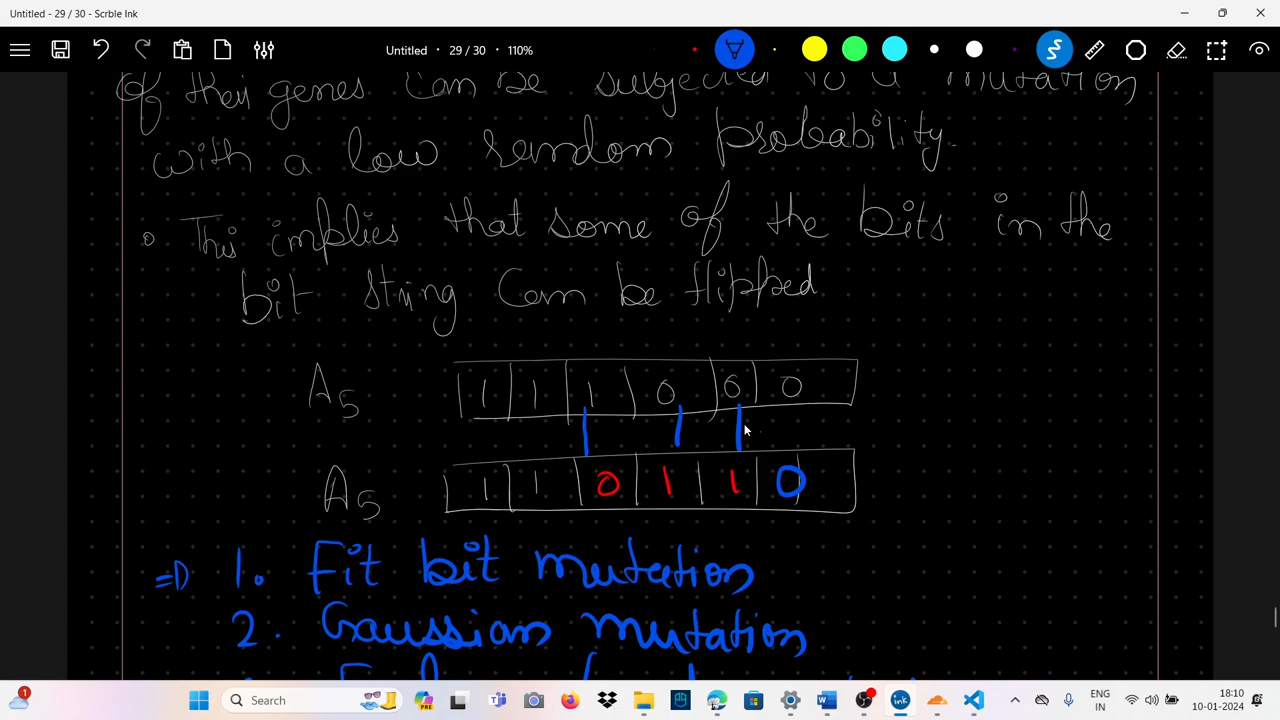 Untitled - 29 / 30 - Scrble Ink
Untitled • 29 / 30 • 110%
of their genes can be subjected to a mutation
with a low random probability.
This implies that some of the bits in the
bit string can be flipped
A5 1 1 1 0 0 0
A5 1 1 0 1 1 0
=> 1. Fit bit mutation
2. Gaussian mutation
1
Search
PRE
ENG
IN
18:10
10-01-2024